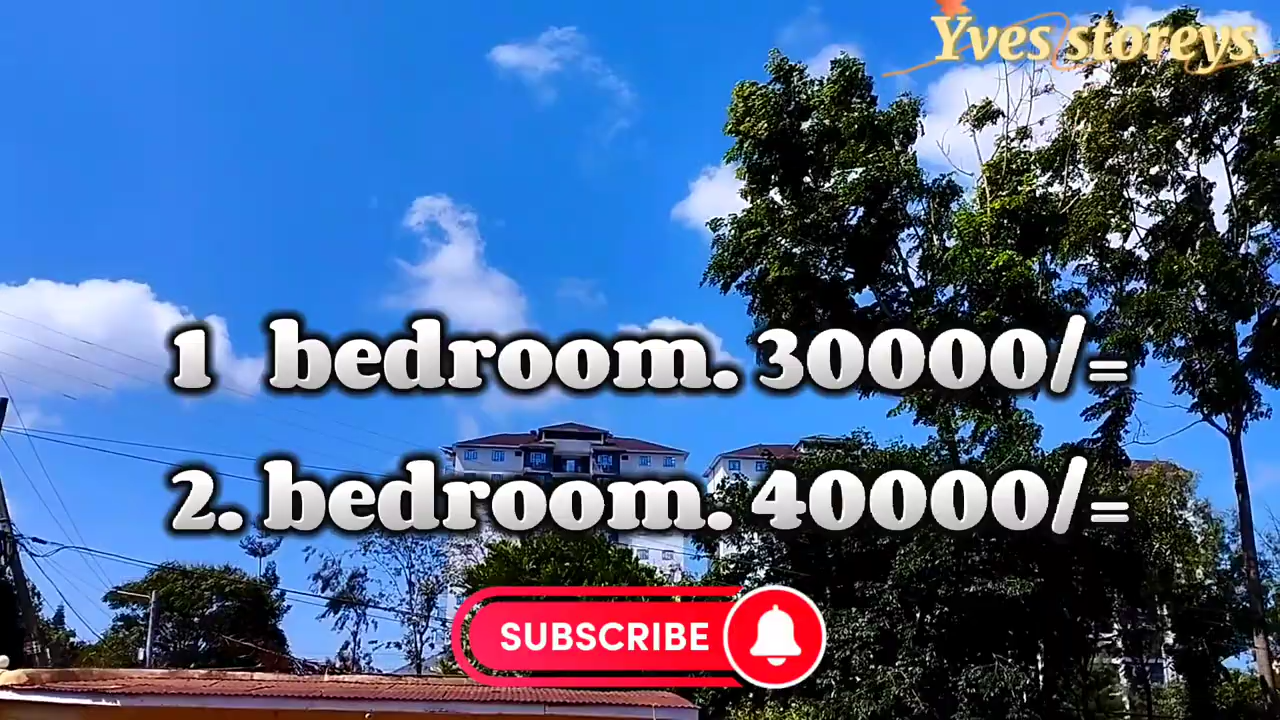 Yves storeys
1 bedroom. 30000/=
2. bedroom. 40000/=
SUBSCRIBE